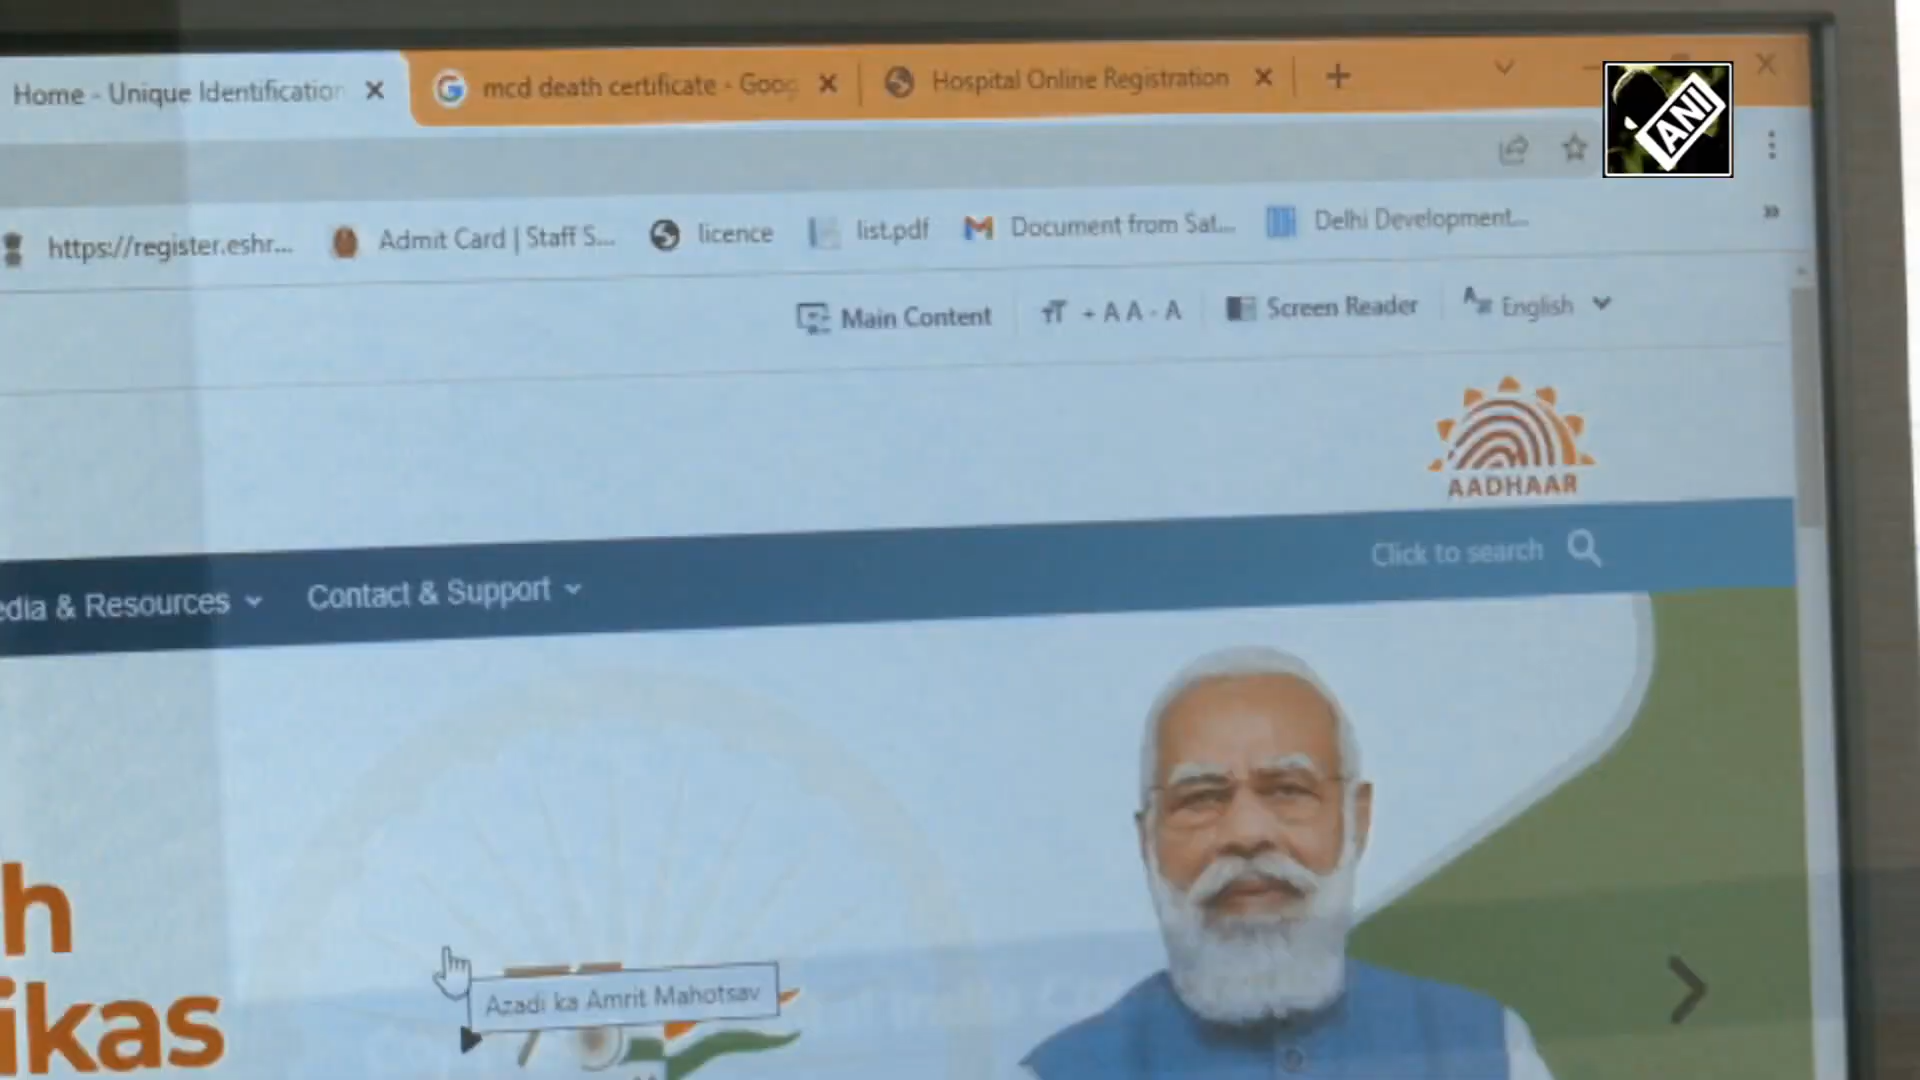 Home - Unique Identification
mcd death certificate - Goog
Hospital Online Registration
ANI
https://register.eshr...
Admit Card | Staff S...
licence
list.pdf
Document from Sat...
Delhi Development...
»
Main Content
+ A A - A
Screen Reader
English
AADHAAR
edia & Resources
Contact & Support
Click to search
h
ikas
Azadi ka Amrit Mahotsav